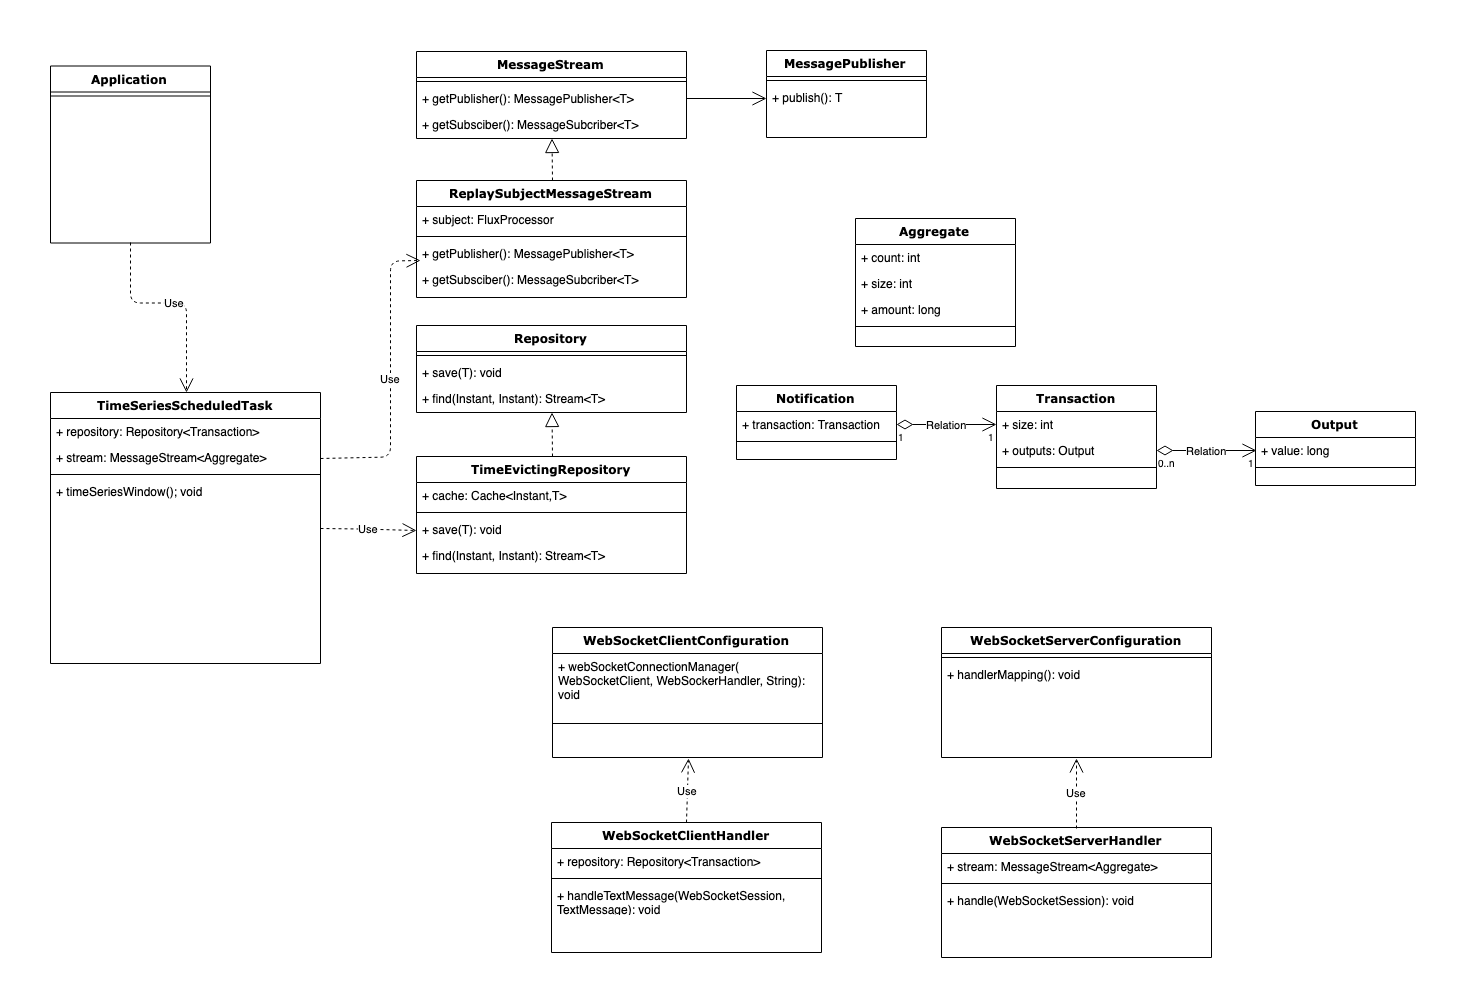 Application
Use
TimeSeriesScheduledTask
+ repository: Repository<Transaction>
+ stream: MessageStream<Aggregate>
+ timeSeriesWindow(); void
Use
Use
MessageStream
+ getPublisher(): MessagePublisher<T>
+ getSubsciber(): MessageSubcriber<T>
MessagePublisher
+ publish(): T
ReplaySubjectMessageStream
+ subject: FluxProcessor
+ getPublisher(): MessagePublisher<T>
+ getSubsciber(): MessageSubcriber<T>
Repository
+ save(T): void
+ find(Instant, Instant): Stream<T>
TimeEvictingRepository
+ cache: Cache<Instant,T>
+ save(T): void
+ find(Instant, Instant): Stream<T>
Aggregate
+ count: int
+ size: int
+ amount: long
Notification
+ transaction: Transaction
Relation
1
1
Transaction
+ size: int
+ outputs: Output
Relation
0..n
1
Output
+ value: long
WebSocketClientConfiguration
+ webSocketConnectionManager(
WebSocketClient, WebSockerHandler, String):
void
Use
WebSocketClientHandler
+ repository: Repository<Transaction>
+ handleTextMessage(WebSocketSession,
TextMessage): void
WebSocketServerConfiguration
+ handlerMapping(): void
Use
WebSocketServerHandler
+ stream: MessageStream<Aggregate>
+ handle(WebSocketSession): void